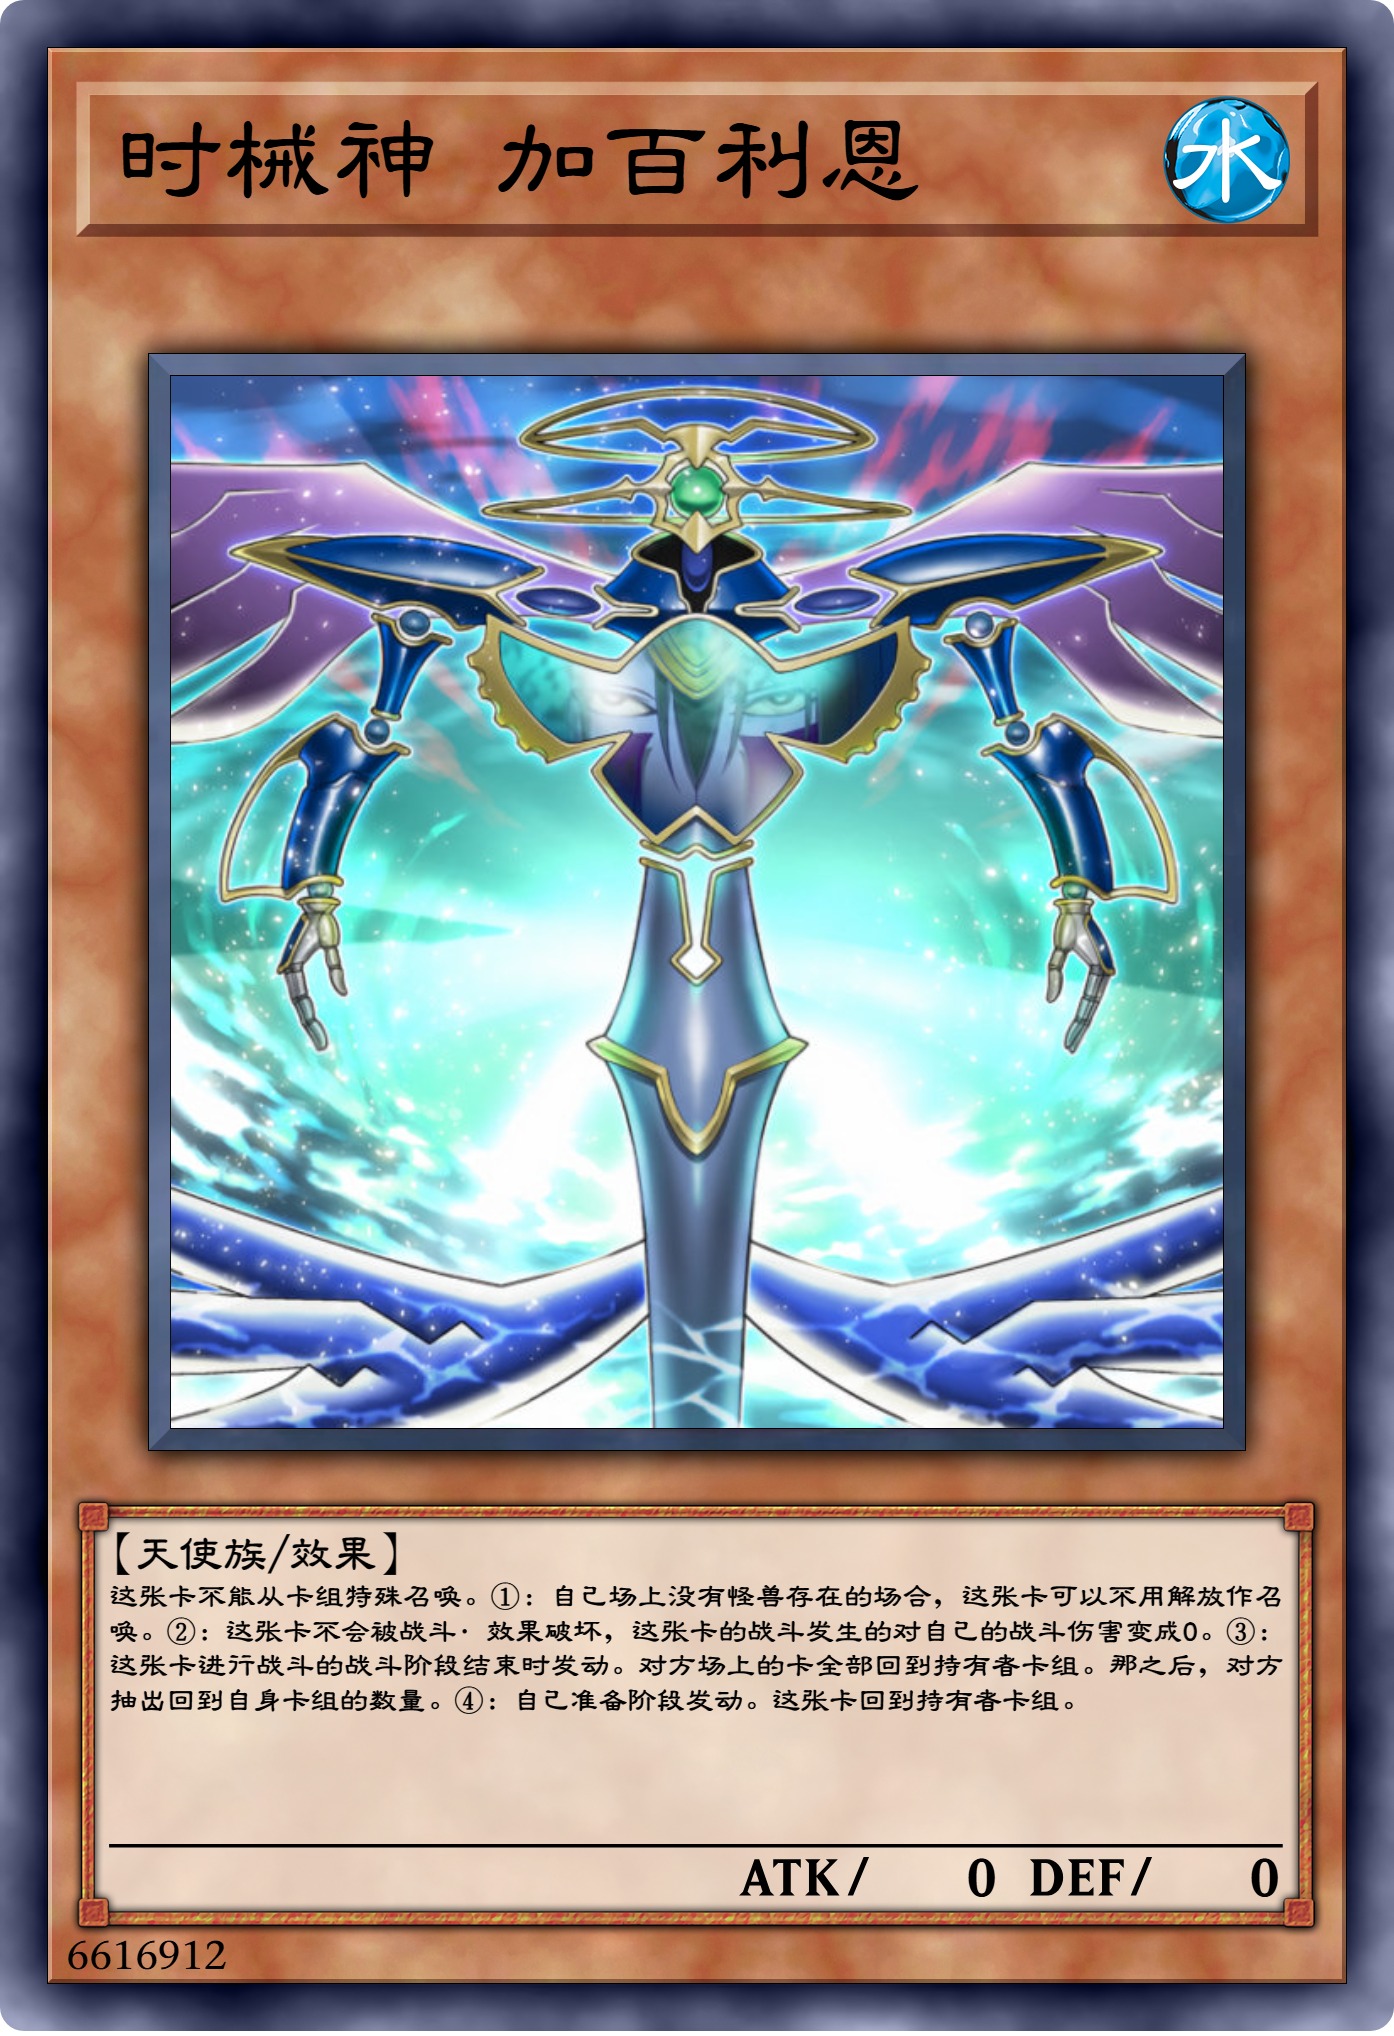 时械神 加百利恩
水
【天使族/效果】
这张卡不能从卡组特殊召唤。①：自己场上没有怪兽存在的场合，这张卡可以不用解放作召
唤。②：这张卡不会被战斗·效果破坏，这张卡的战斗发生的对自己的战斗伤害变成0。③：
这张卡进行战斗的战斗阶段结束时发动。对方场上的卡全部回到持有者卡组。那之后，对方
抽出回到自身卡组的数量。④：自己准备阶段发动。这张卡回到持有者卡组。
ATK/ 0 DEF/ 0
6616912